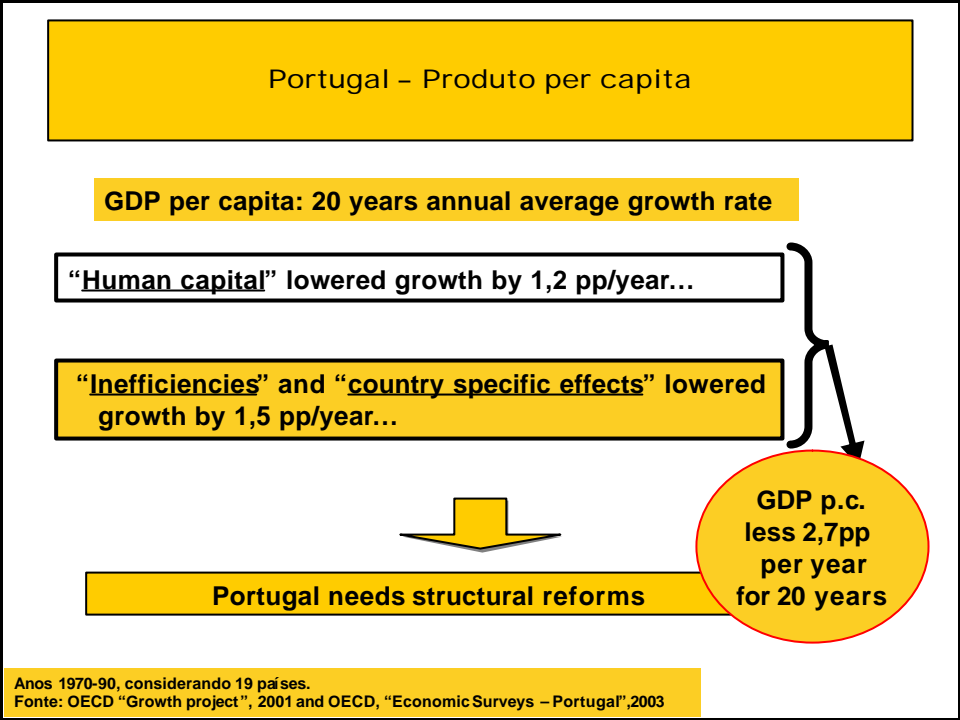 Portugal – Produto per capita
GDP per capita: 20 years annual average growth rate
“Human capital” lowered growth by 1,2 pp/year…
“Inefficiencies” and “country specific effects” lowered
growth by 1,5 pp/year…
GDP p.c.
less 2,7pp
per year
for 20 years
Portugal needs structural reforms
Anos 1970-90, considerando 19 países.
Fonte: OECD “Growth project”, 2001 and OECD, “Economic Surveys – Portugal”,2003